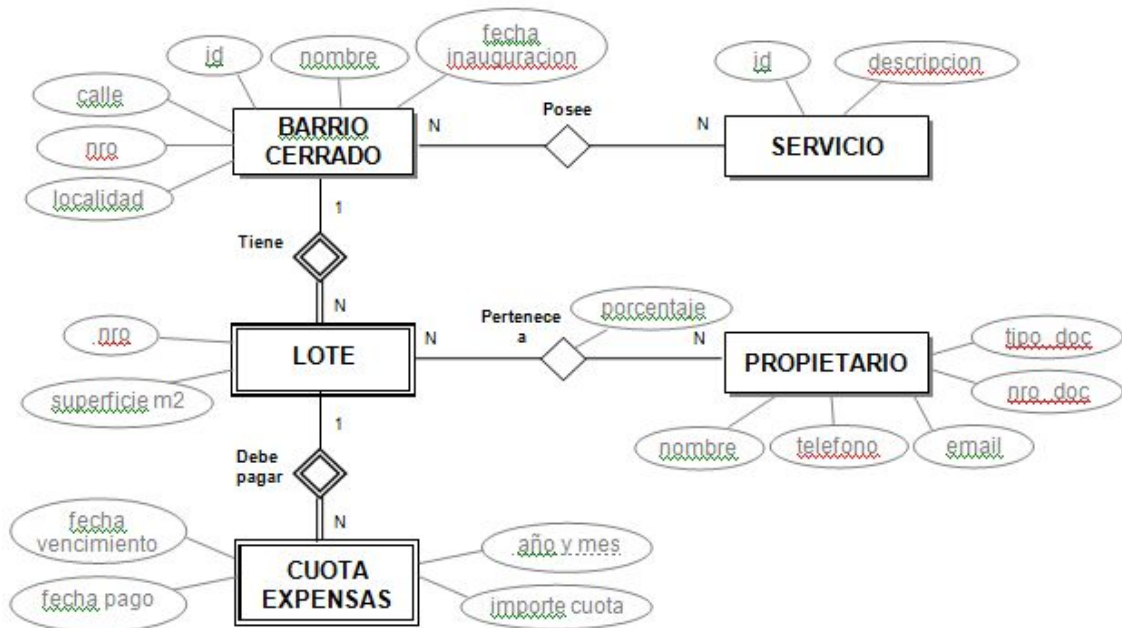 fecha
inauguracion
id
nombre
id
descripcion
calle
Posee
BARRIO
CERRADO
N
N
nro
SERVICIO
localidad
1
Tiene
N
porcentaje
Pertenece
a
nro
N
N
tipo_doc
LOTE
PROPIETARIO
nro_doc
superficie m2
1
nombre
telefono
email
Debe
pagar
fecha
vencimiento
N
año y mes
CUOTA
EXPENSAS
fecha pago
importe cuota